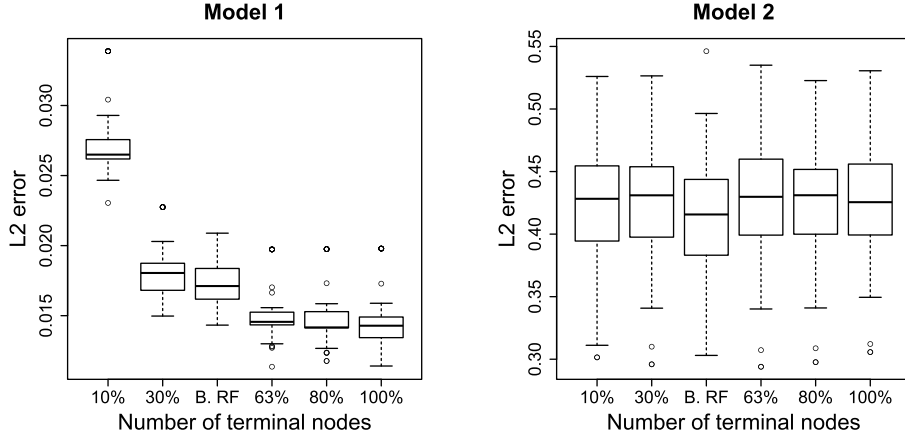 Model 1
L2 error
0.030
0.025
0.020
0.015
10% 30% B. RF 63% 80% 100%
Number of terminal nodes
Model 2
L2 error
0.55
0.50
0.45
0.40
0.35
0.30
10% 30% B. RF 63% 80% 100%
Number of terminal nodes